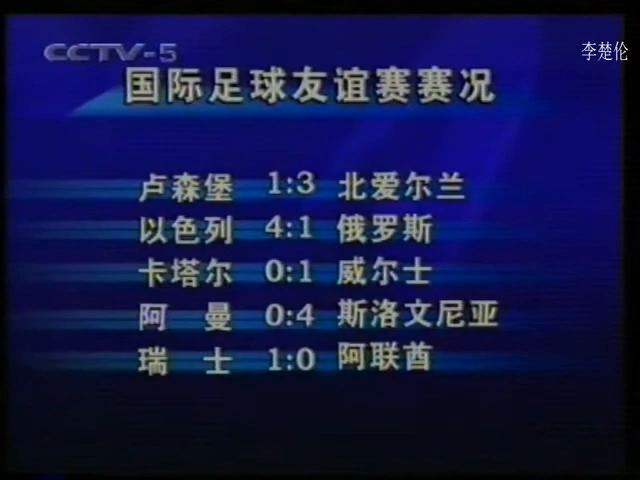 CCTV-5
李楚伦
国际足球友谊赛赛况
卢森堡 1:3 北爱尔兰
以色列 4:1 俄罗斯
卡塔尔 0:1 威尔士
阿 曼 0:4 斯洛文尼亚
瑞 士 1:0 阿联酋